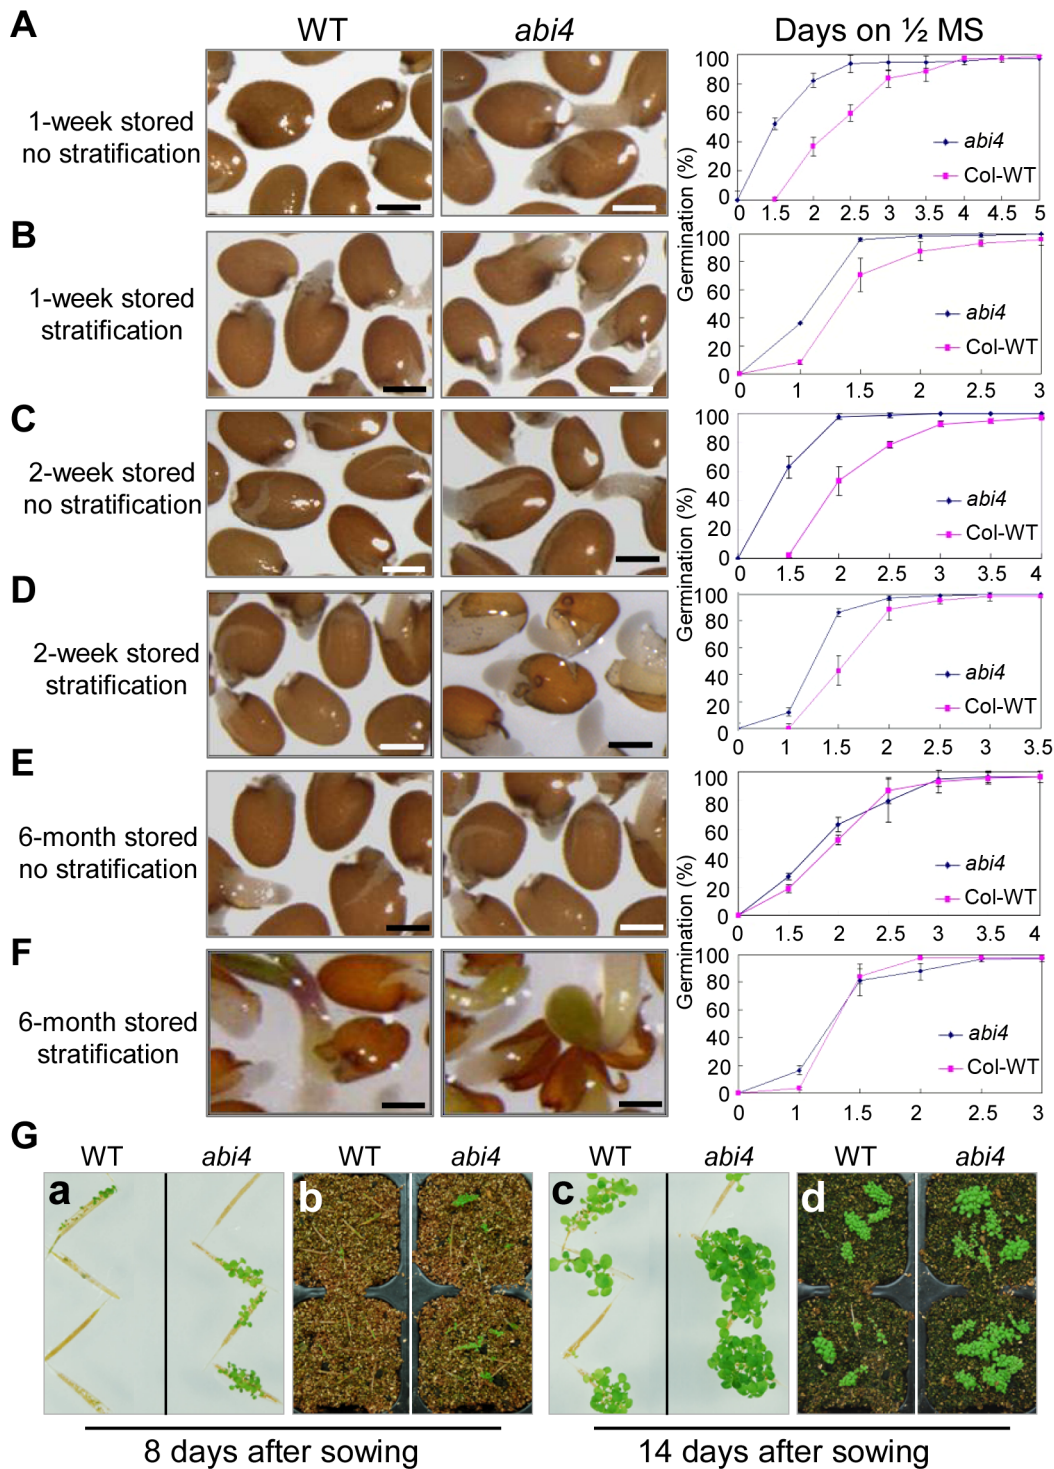 A
WT
abi4
Days on ½ MS
1-week stored
no stratification
Germination (%)
100
80
60
40
20
0
abi4
Col-WT
0 1.5 2 2.5 3 3.5 4 4.5 5
B
1-week stored
stratification
100
80
60
40
20
0
abi4
Col-WT
0 1 1.5 2 2.5 3
C
2-week stored
no stratification
Germination (%)
100
80
60
40
20
0
abi4
Col-WT
0 1.5 2 2.5 3 3.5 4
D
2-week stored
stratification
100
80
60
40
20
0
abi4
Col-WT
0 1 1.5 2 2.5 3 3.5
E
6-month stored
no stratification
Germination (%)
100
80
60
40
20
0
abi4
Col-WT
0 1.5 2 2.5 3 3.5 4
F
6-month stored
stratification
100
80
60
40
20
0
abi4
Col-WT
0 1 1.5 2 2.5 3
G
WT abi4 WT abi4 WT abi4 WT abi4
a b c d
8 days after sowing
14 days after sowing